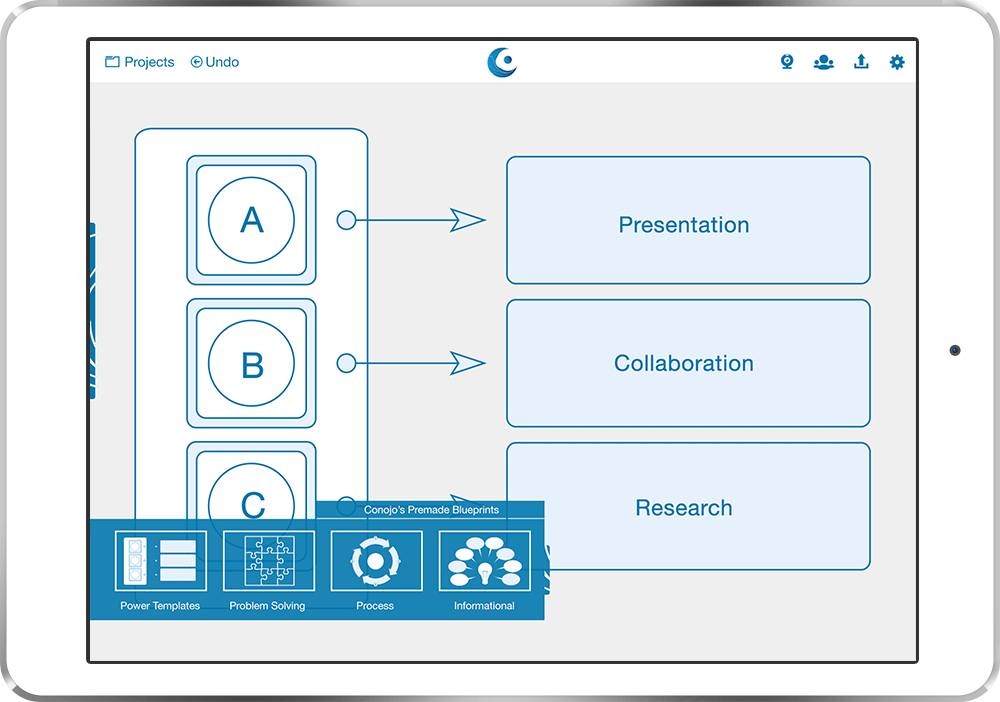 Projects
Undo
A
Presentation
B
Collaboration
C
Research
Conojo's Premade Blueprints
Power Templates
Problem Solving
Process
Informational